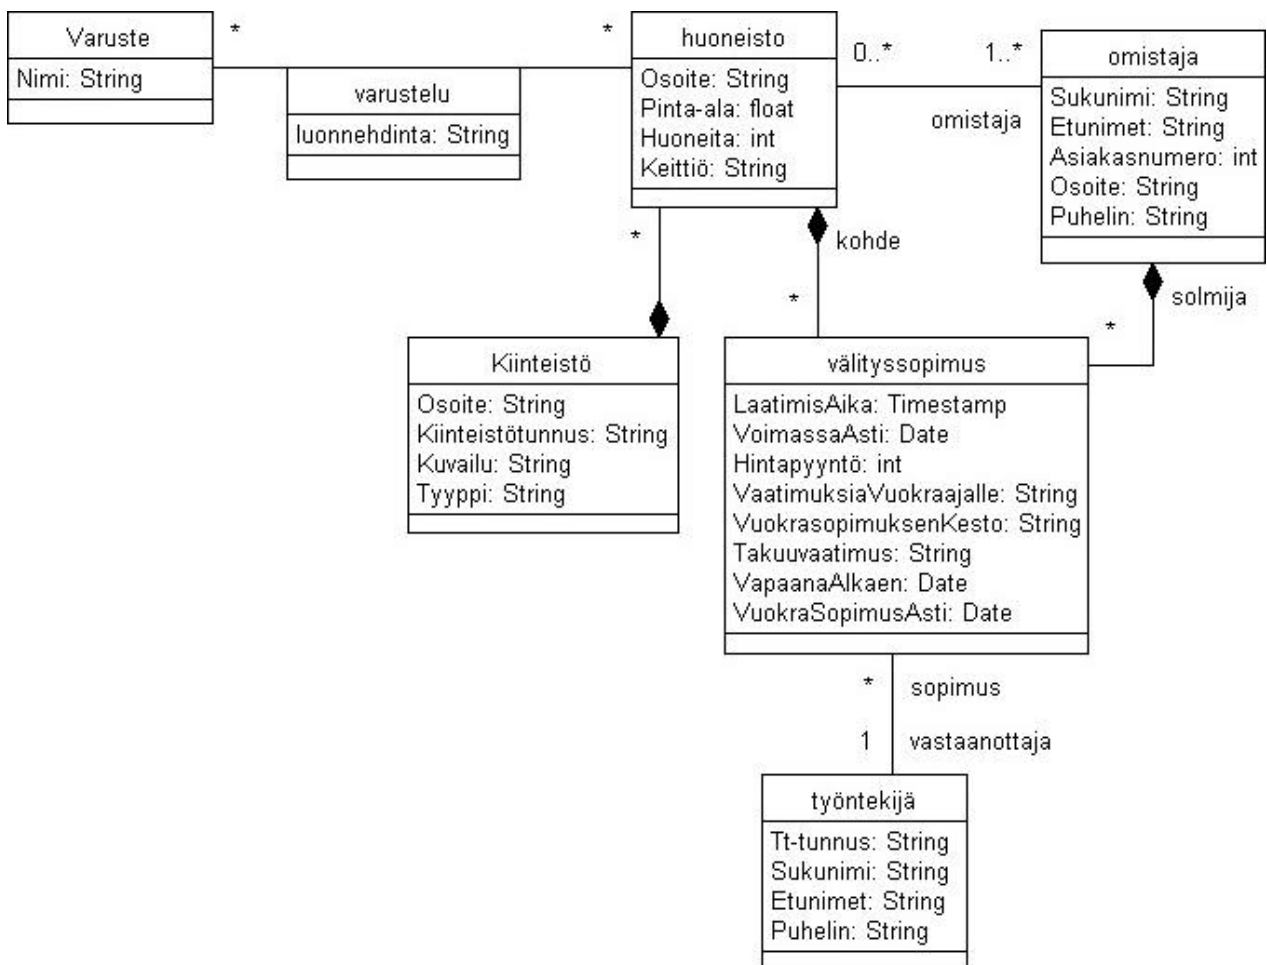 Varuste
Nimi: String
*
*
varustelu
luonnehdinta: String
huoneisto
Osoite: String
Pinta-ala: float
Huoneita: int
Keittiö: String
0..*
1..*
omistaja
omistaja
Sukunimi: String
Etunimet: String
Asiakasnumero: int
Osoite: String
Puhelin: String
*
kohde
*
solmija
*
Kiinteistö
Osoite: String
Kiinteistötunnus: String
Kuvailu: String
Tyyppi: String
välityssopimus
LaatimisAika: Timestamp
VoimassaAsti: Date
Hintapyyntö: int
VaatimuksiaVuokraajalle: String
VuokrasopimuksenKesto: String
Takuuvaatimus: String
VapaanaAlkaen: Date
VuokraSopimusAsti: Date
* sopimus
1 vastaanottaja
työntekijä
Tt-tunnus: String
Sukunimi: String
Etunimet: String
Puhelin: String